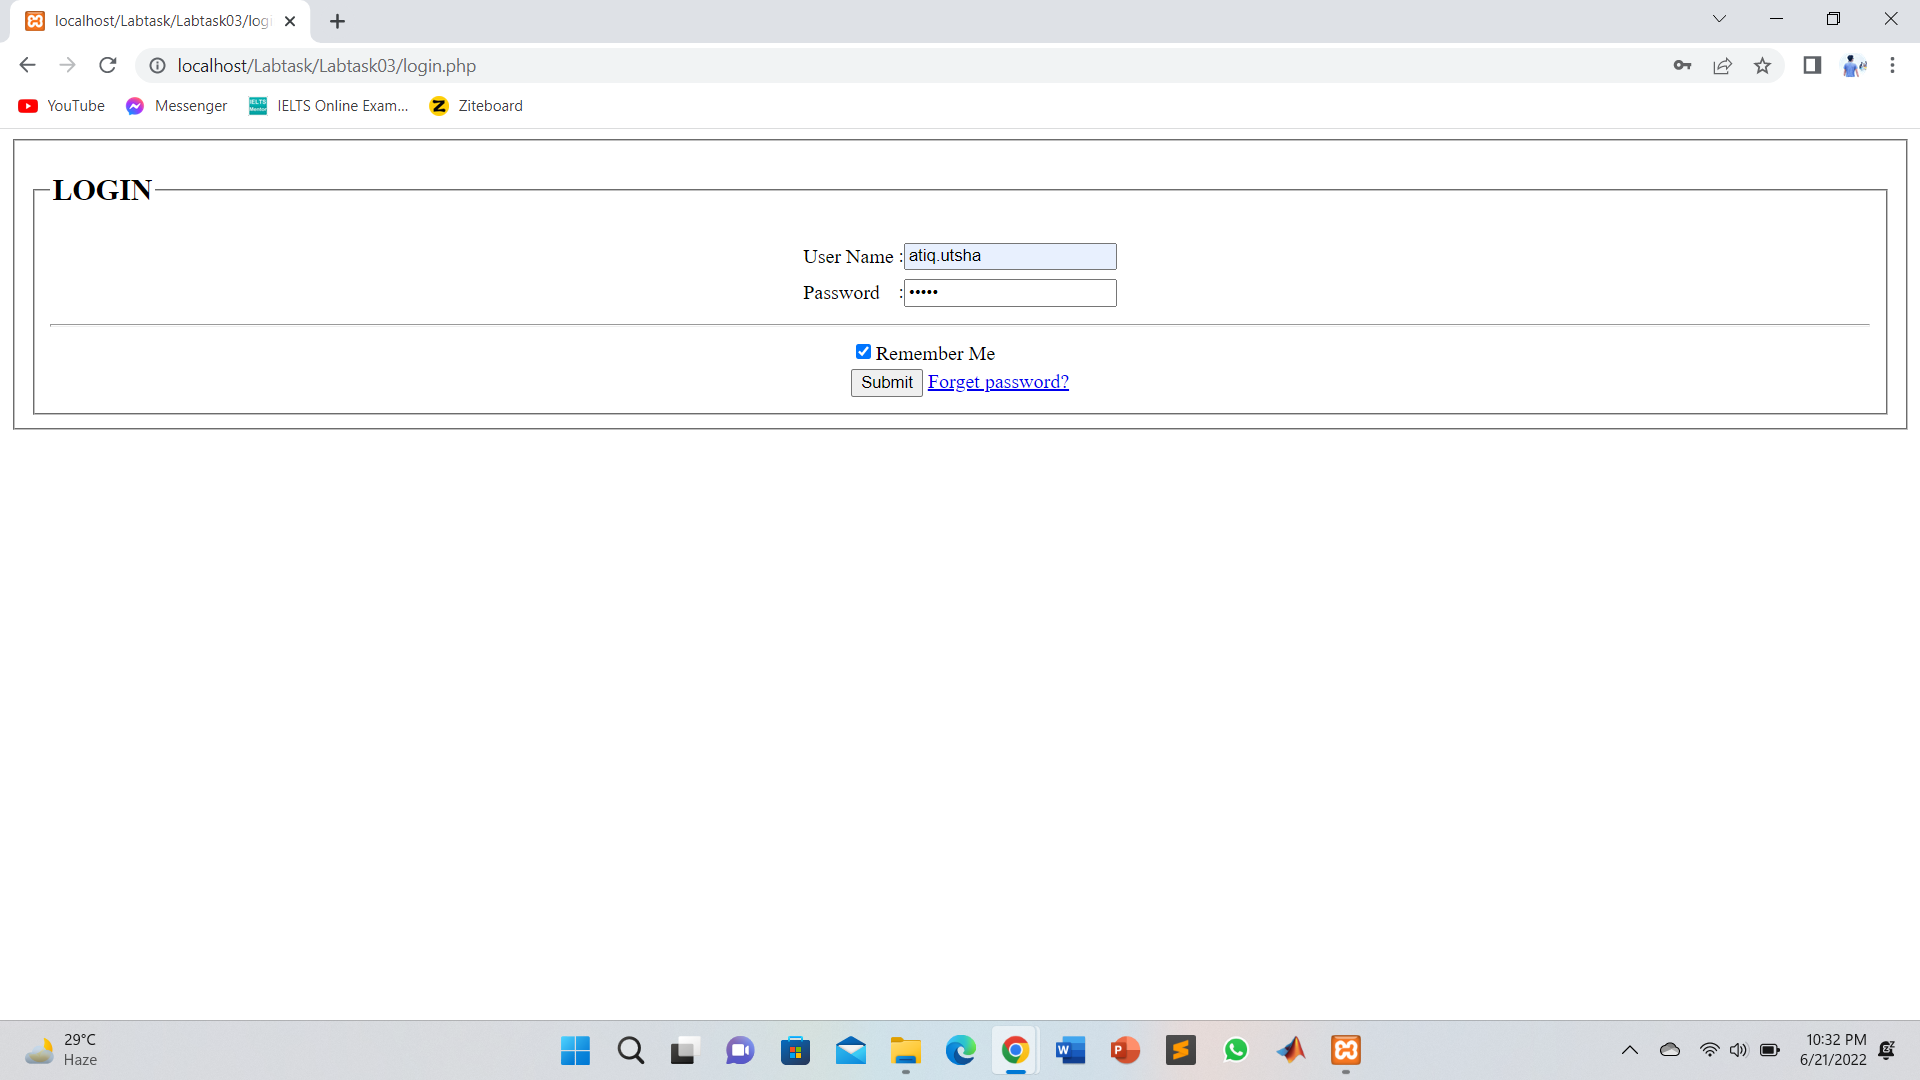 localhost/Labtask/Labtask03/logi
localhost/Labtask/Labtask03/login.php
YouTube Messenger IELTS Online Exam... Ziteboard
LOGIN
User Name : atiq.utsha
Password : •••••
Remember Me
Submit Forget password?
29°C
Haze
10:32 PM
6/21/2022